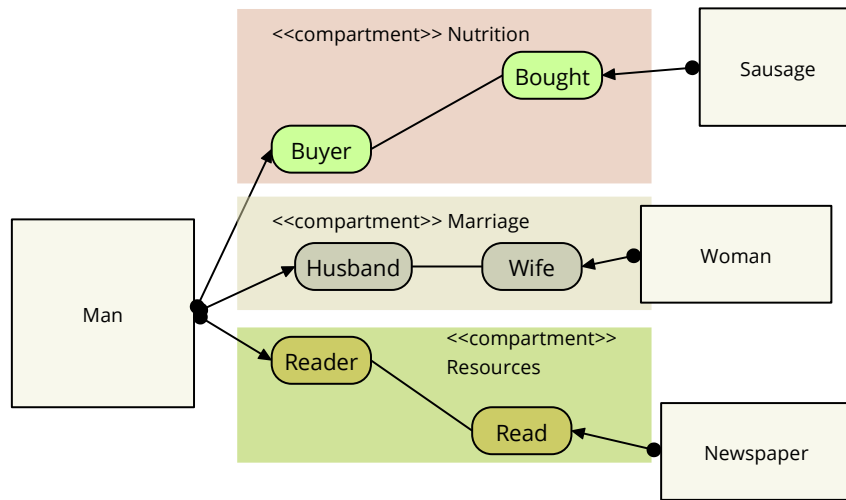 <<compartment>> Nutrition
Bought
Sausage
Buyer
<<compartment>> Marriage
Husband
Wife
Woman
Man
<<compartment>>
Resources
Reader
Read
Newspaper